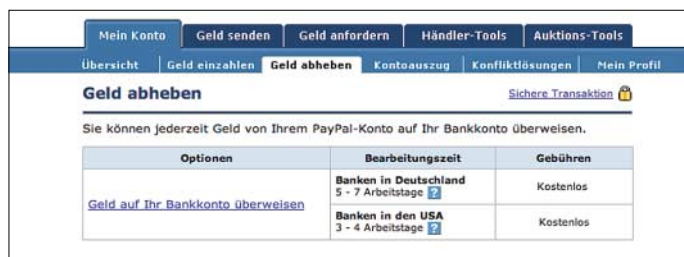 Mein Konto Geld senden Geld anfordern Händler-Tools Auktions-Tools
Übersicht Geld einzahlen Geld abheben Kontoauszug Konfliktlösungen Mein Profil
Geld abheben Sichere Transaktion
Sie können jederzeit Geld von Ihrem PayPal-Konto auf Ihr Bankkonto überweisen.
Optionen Bearbeitungszeit Gebühren
Geld auf Ihr Bankkonto überweisen
Banken in Deutschland
5 - 7 Arbeitstage ?
Kostenlos
Banken in den USA
3 - 4 Arbeitstage ?
Kostenlos